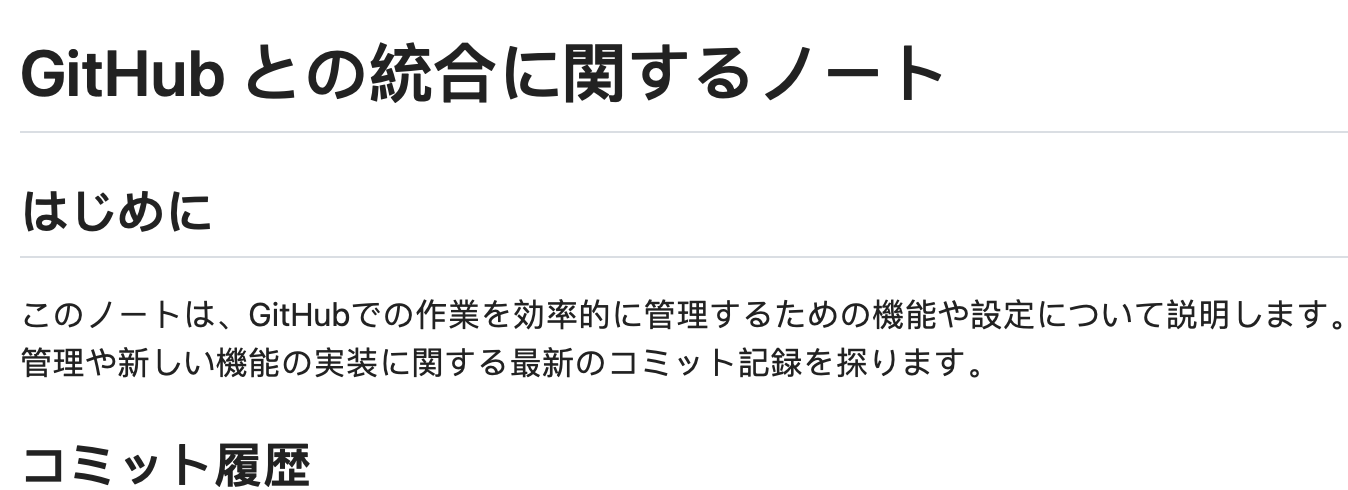 GitHub との統合に関するノート
はじめに
このノートは、GitHubでの作業を効率的に管理するための機能や設定について説明します。
管理や新しい機能の実装に関する最新のコミット記録を探ります。
コミット履歴